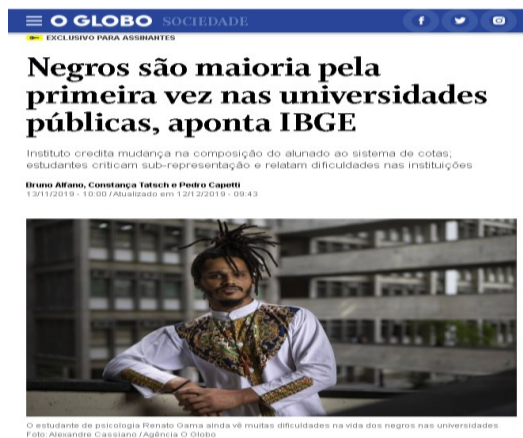 O GLOBO SOCIEDADE
EXCLUSIVO PARA ASSINANTES
Negros são maioria pela
primeira vez nas universidades
públicas, aponta IBGE
Instituto credita mudança na composição do alunado ao sistema de cotas;
estudantes criticam sub-representação e relatam dificuldades nas instituições
Bruno Alfano, Constança Tatsch e Pedro Capetti
13/11/2019 - 10:00 / Atualizado em 12/12/2019 - 09:43
O estudante de psicologia Renato Gama ainda vê muitas dificuldades na vida dos negros nas universidades
Foto: Alexandre Cassiano / Agência O Globo